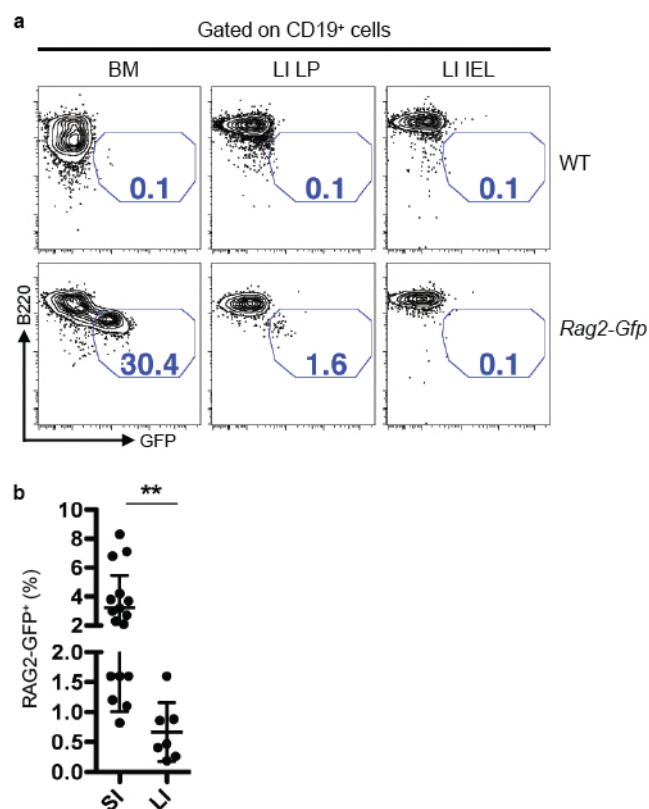 a
Gated on CD19⁺ cells
BM LI LP LI IEL
0.1 0.1 0.1 WT
30.4 1.6 0.1 Rag2-Gfp
B220
GFP
b
**
10
8
6
4
2
2.0
1.5
1.0
0.5
0.0
RAG2-GFP⁺ (%)
SI LI